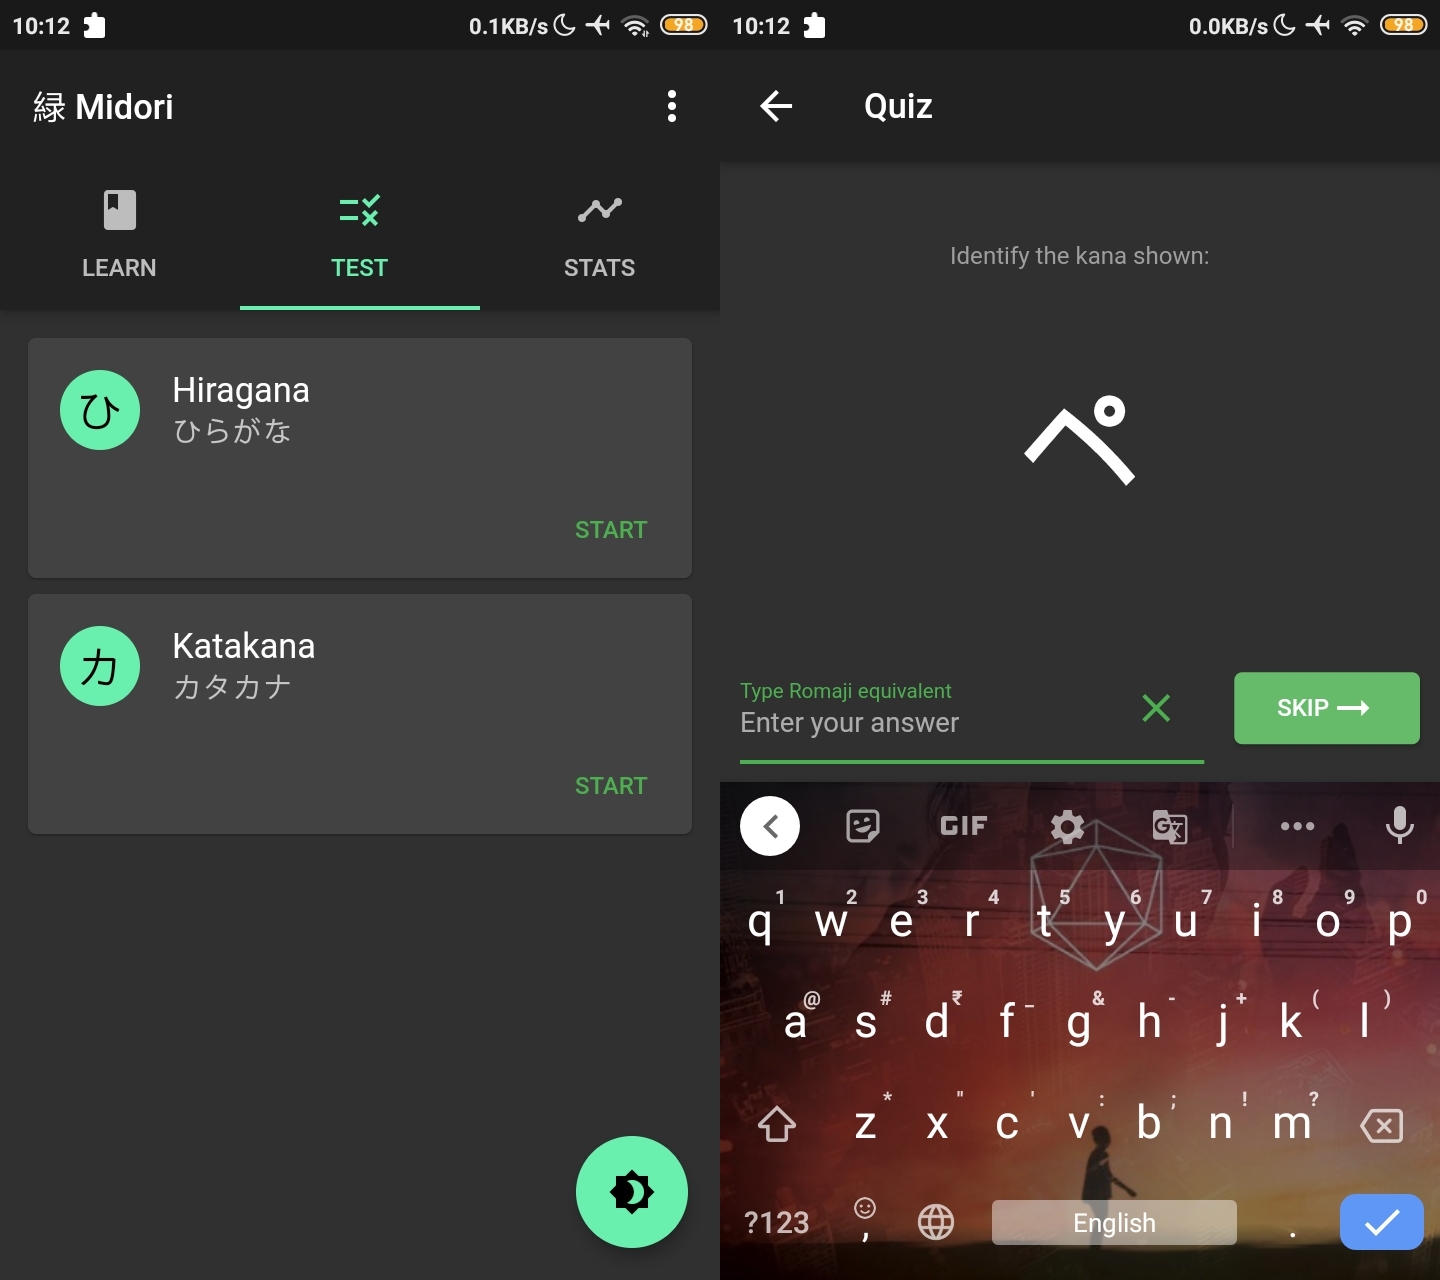 10:12
0.1KB/s
98
緑 Midori
LEARN
TEST
STATS
ひ
Hiragana
ひらがな
START
カ
Katakana
カタカナ
START
10:12
0.0KB/s
98
Quiz
Identify the kana shown:
ぺ
Type Romaji equivalent
Enter your answer
SKIP
GIF
G
1 2 3 4 5 6 7 8 9 0
q w e r t y u i o p
@ # ₹ _ & - + ( )
a s d f g h j k l
* " ' : ; ! ?
z x c v b n m
?123 , English .